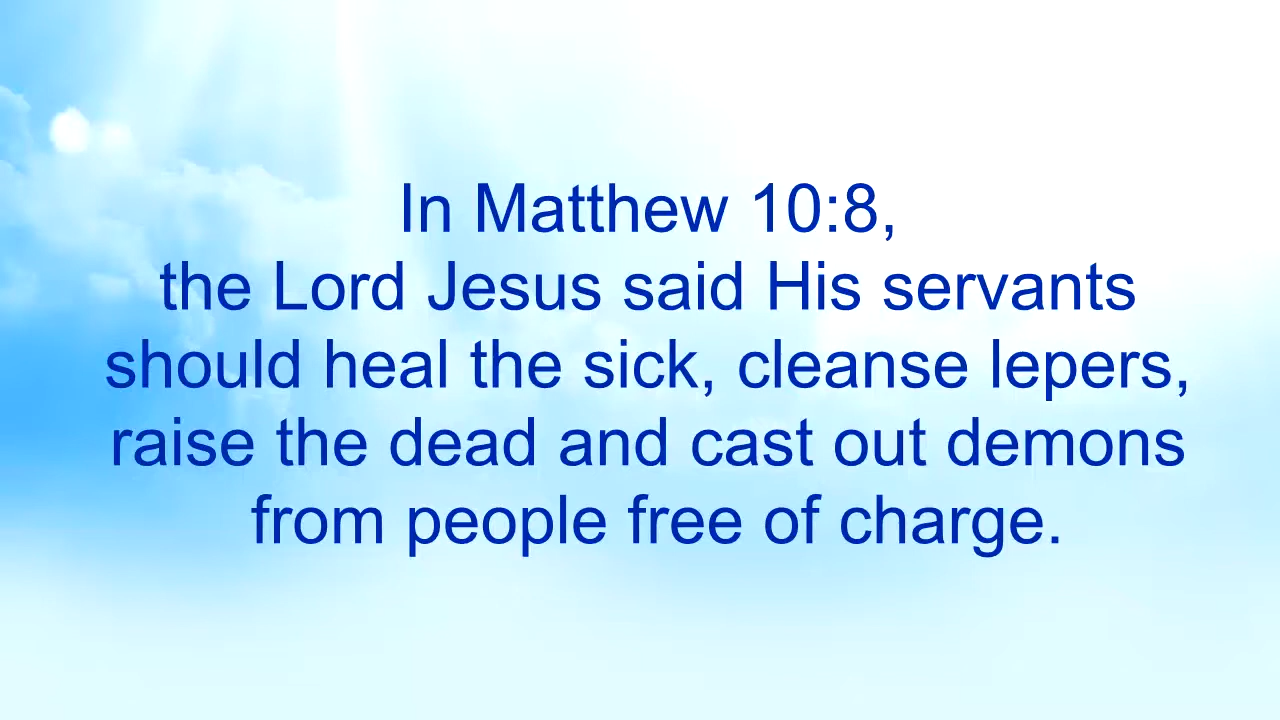 In Matthew 10:8,
the Lord Jesus said His servants
should heal the sick, cleanse lepers,
raise the dead and cast out demons
from people free of charge.